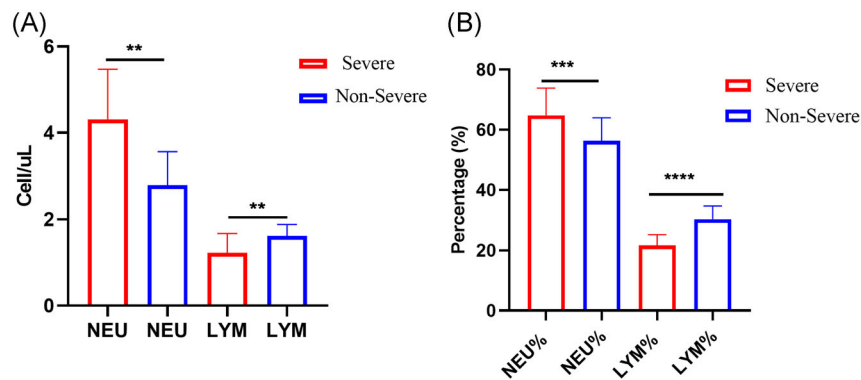 (A)
**
**
Severe
Non-Severe
Cell/uL
6
4
2
0
NEU NEU LYM LYM
(B)
***
****
Severe
Non-Severe
Percentage (%)
80
60
40
20
0
NEU% NEU% LYM% LYM%